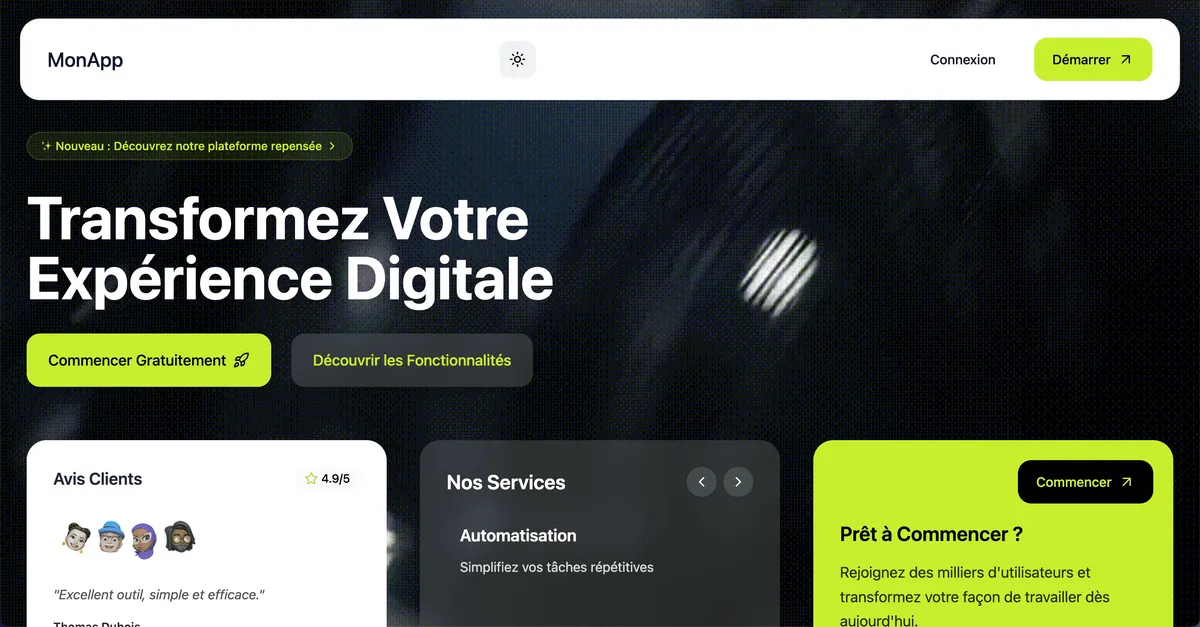 MonApp
Connexion
Démarrer
Nouveau : Découvrez notre plateforme repensée
Transformez Votre
Expérience Digitale
Commencer Gratuitement
Découvrir les Fonctionnalités
Avis Clients
4.9/5
"Excellent outil, simple et efficace."
Thomas Dubois
Nos Services
Automatisation
Simplifiez vos tâches répétitives
Commencer
Prêt à Commencer ?
Rejoignez des milliers d'utilisateurs et
transformez votre façon de travailler dès
aujourd'hui.